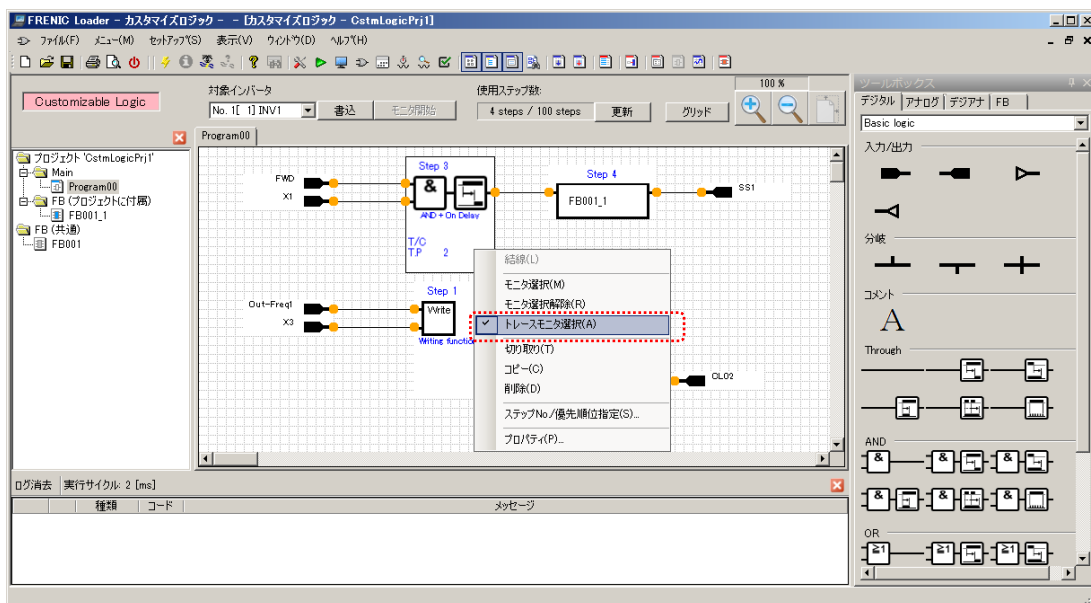 FRENIC Loader - カスタマイズロジック - - [カスタマイズロジック - CstmLogicPrj1]
ファイル(F) メニュー(M) セットアップ(S) 表示(V) ウィンドウ(D) ヘルプ(H)
Customizable Logic
対象インバータ
No. 1[ 1] INV1
書込
モニタ開始
使用ステップ数:
4 steps / 100 steps
更新
グリッド
100 %
Program00
プロジェクト 'CstmLogicPrj1'
Main
Program00
FB (プロジェクトに付属)
FB001_1
FB (共通)
FB001
FWD
X1
Step 3
&
AND + On Delay
T/C
T.P 2
Step 4
FB001_1
SS1
Out-Freq1
X3
Step 1
Write
Writing function
CLO2
結線(L)
モニタ選択(M)
モニタ選択解除(R)
トレースモニタ選択(A)
切り取り(T)
コピー(C)
削除(D)
ステップNo/優先順位指定(S)...
プロパティ(P)...
ツールボックス
デジタル アナログ デジアナ FB
Basic logic
入力/出力
分岐
コメント
A
Through
AND
& & &
& & &
OR
≧1 ≧1 ≧1
ログ消去 実行サイクル: 2 [ms]
種類 コード メッセージ